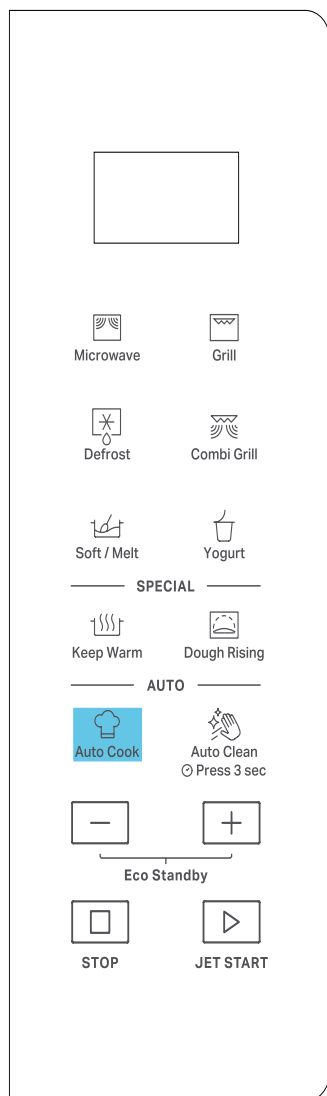 Microwave Grill
Defrost Combi Grill
Soft / Melt Yogurt
SPECIAL
Keep Warm Dough Rising
AUTO
Auto Cook Auto Clean
Press 3 sec
Eco Standby
STOP JET START